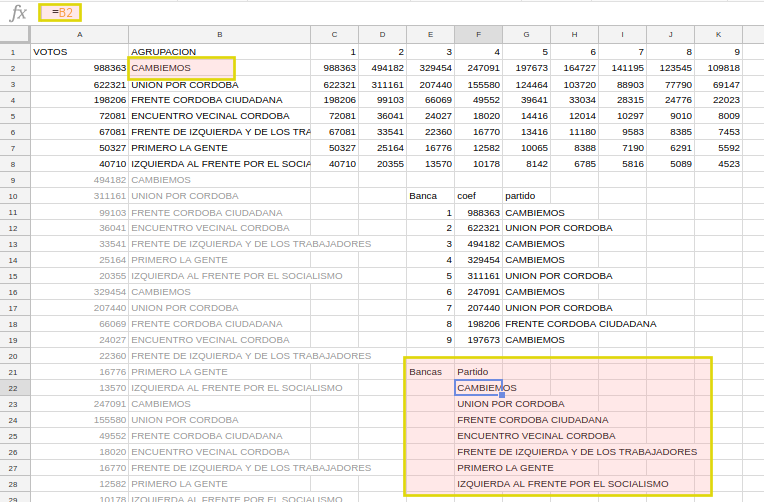 fx =B2
A B C D E F G H I J K
1 VOTOS AGRUPACION 1 2 3 4 5 6 7 8 9
2 988363 CAMBIEMOS 988363 494182 329454 247091 197673 164727 141195 123545 109818
3 622321 UNION POR CORDOBA 622321 311161 207440 155580 124464 103720 88903 77790 69147
4 198206 FRENTE CORDOBA CIUDADANA 198206 99103 66069 49552 39641 33034 28315 24776 22023
5 72081 ENCUENTRO VECINAL CORDOBA 72081 36041 24027 18020 14416 12014 10297 9010 8009
6 67081 FRENTE DE IZQUIERDA Y DE LOS TRA 67081 33541 22360 16770 13416 11180 9583 8385 7453
7 50327 PRIMERO LA GENTE 50327 25164 16776 12582 10065 8388 7190 6291 5592
8 40710 IZQUIERDA AL FRENTE POR EL SOCIA 40710 20355 13570 10178 8142 6785 5816 5089 4523
9 494182 CAMBIEMOS
10 311161 UNION POR CORDOBA Banca coef partido
11 99103 FRENTE CORDOBA CIUDADANA 1 988363 CAMBIEMOS
12 36041 ENCUENTRO VECINAL CORDOBA 2 622321 UNION POR CORDOBA
13 33541 FRENTE DE IZQUIERDA Y DE LOS TRABAJADORES 3 494182 CAMBIEMOS
14 25164 PRIMERO LA GENTE 4 329454 CAMBIEMOS
15 20355 IZQUIERDA AL FRENTE POR EL SOCIALISMO 5 311161 UNION POR CORDOBA
16 329454 CAMBIEMOS 6 247091 CAMBIEMOS
17 207440 UNION POR CORDOBA 7 207440 UNION POR CORDOBA
18 66069 FRENTE CORDOBA CIUDADANA 8 198206 FRENTE CORDOBA CIUDADANA
19 24027 ENCUENTRO VECINAL CORDOBA 9 197673 CAMBIEMOS
20 22360 FRENTE DE IZQUIERDA Y DE LOS TRABAJADORES
21 16776 PRIMERO LA GENTE Bancas Partido
22 13570 IZQUIERDA AL FRENTE POR EL SOCIALISMO CAMBIEMOS
23 247091 CAMBIEMOS UNION POR CORDOBA
24 155580 UNION POR CORDOBA FRENTE CORDOBA CIUDADANA
25 49552 FRENTE CORDOBA CIUDADANA ENCUENTRO VECINAL CORDOBA
26 18020 ENCUENTRO VECINAL CORDOBA FRENTE DE IZQUIERDA Y DE LOS TRABAJADORES
27 16770 FRENTE DE IZQUIERDA Y DE LOS TRABAJADORES PRIMERO LA GENTE
28 12582 PRIMERO LA GENTE IZQUIERDA AL FRENTE POR EL SOCIALISMO
29 10178 IZQUIERDA AL FRENTE POR EL SOCIALISMO